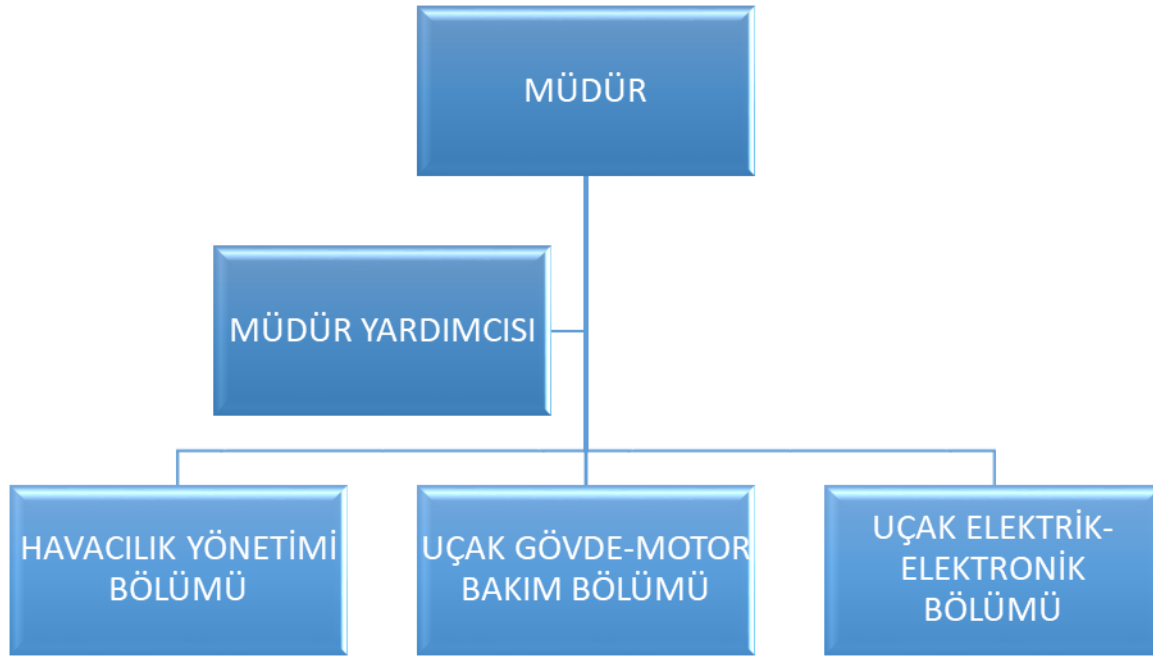 MÜDÜR
MÜDÜR YARDIMCISI
HAVACILIK YÖNETİMİ
BÖLÜMÜ
UÇAK GÖVDE-MOTOR
BAKIM BÖLÜMÜ
UÇAK ELEKTRİK-
ELEKTRONİK
BÖLÜMÜ